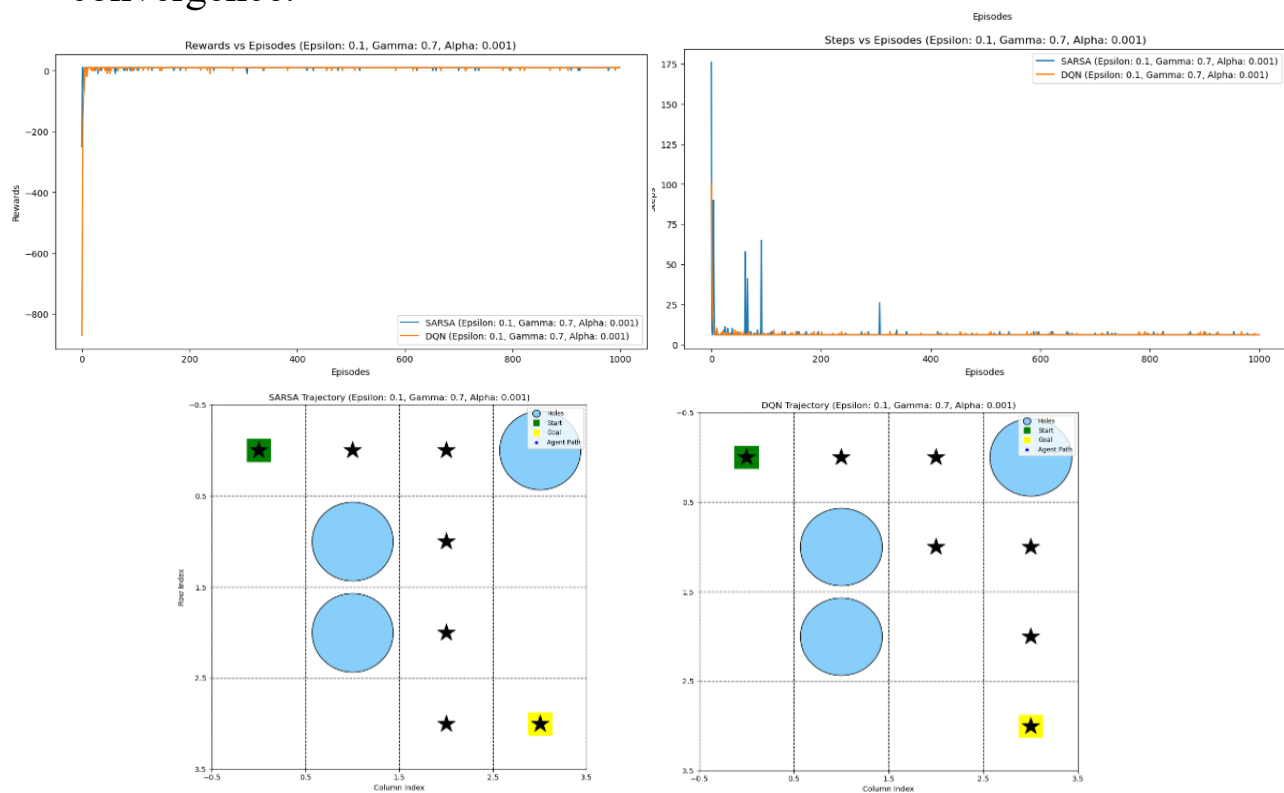 convergence.
Episodes
Rewards vs Episodes (Epsilon: 0.1, Gamma: 0.7, Alpha: 0.001)
0
−200
−400
−600
−800
Rewards
SARSA (Epsilon: 0.1, Gamma: 0.7, Alpha: 0.001)
DQN (Epsilon: 0.1, Gamma: 0.7, Alpha: 0.001)
0 200 400 600 800 1000
Episodes
Steps vs Episodes (Epsilon: 0.1, Gamma: 0.7, Alpha: 0.001)
SARSA (Epsilon: 0.1, Gamma: 0.7, Alpha: 0.001)
DQN (Epsilon: 0.1, Gamma: 0.7, Alpha: 0.001)
175
150
125
100
75
50
25
0
0 200 400 600 800 1000
Episodes
SARSA Trajectory (Epsilon: 0.1, Gamma: 0.7, Alpha: 0.001)
Holes
Start
Goal
Agent Path
−0.5
0.5
1.5
2.5
3.5
Row Index
−0.5 0.5 1.5 2.5 3.5
Column Index
DQN Trajectory (Epsilon: 0.1, Gamma: 0.7, Alpha: 0.001)
Holes
Start
Goal
Agent Path
−0.5
0.5
1.5
2.5
3.5
−0.5 0.5 1.5 2.5 3.5
Column Index